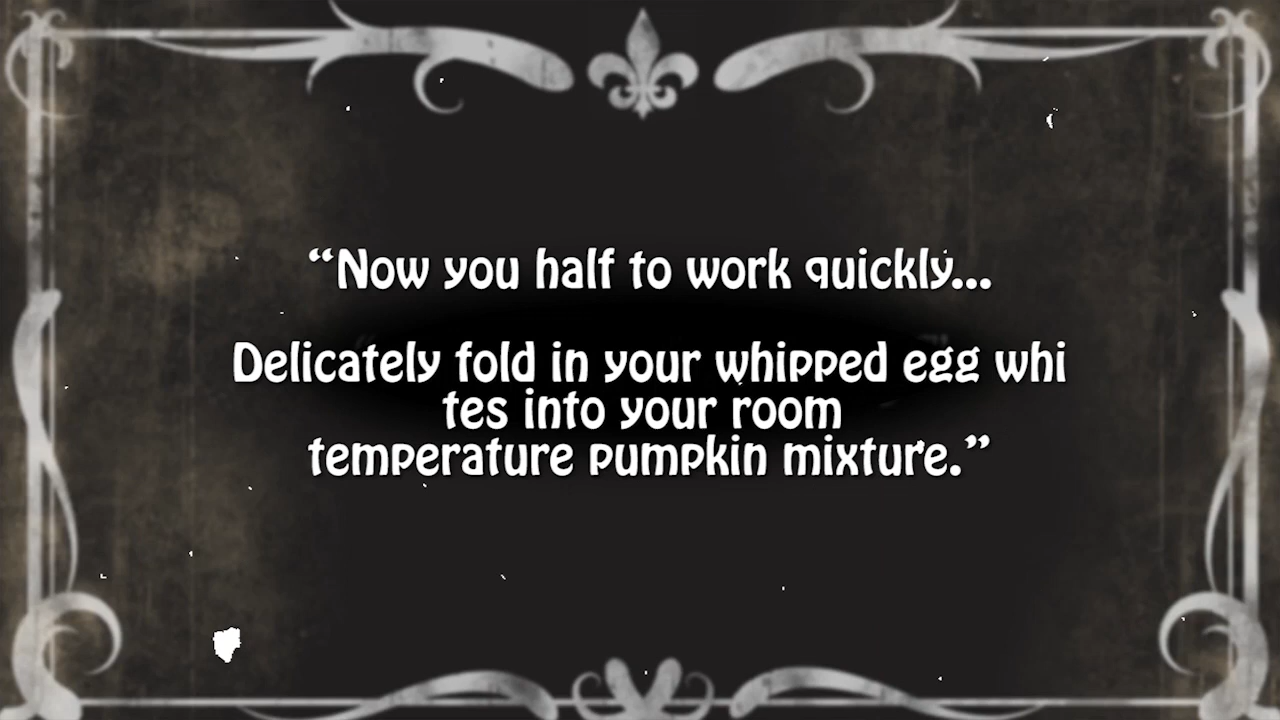 “Now you half to work quickly...
Delicately fold in your whipped egg whi
tes into your room
temperature pumpkin mixture.”